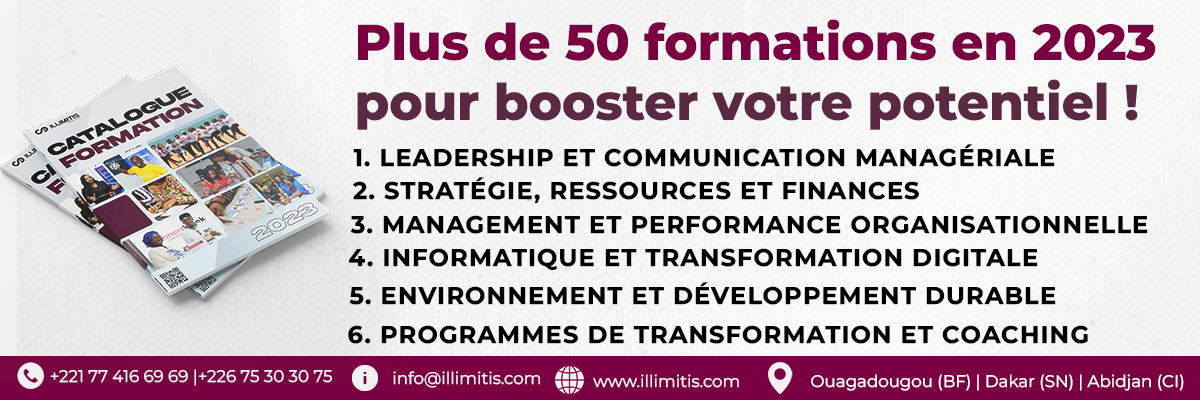 ILLIMITIS
CATALOGUE
FORMATION
2023
Plus de 50 formations en 2023
pour booster votre potentiel !
1. LEADERSHIP ET COMMUNICATION MANAGÉRIALE
2. STRATÉGIE, RESSOURCES ET FINANCES
3. MANAGEMENT ET PERFORMANCE ORGANISATIONNELLE
4. INFORMATIQUE ET TRANSFORMATION DIGITALE
5. ENVIRONNEMENT ET DÉVELOPPEMENT DURABLE
6. PROGRAMMES DE TRANSFORMATION ET COACHING
+221 77 416 69 69 |+226 75 30 30 75 info@illimitis.com www.illimitis.com Ouagadougou (BF) | Dakar (SN) | Abidjan (CI)